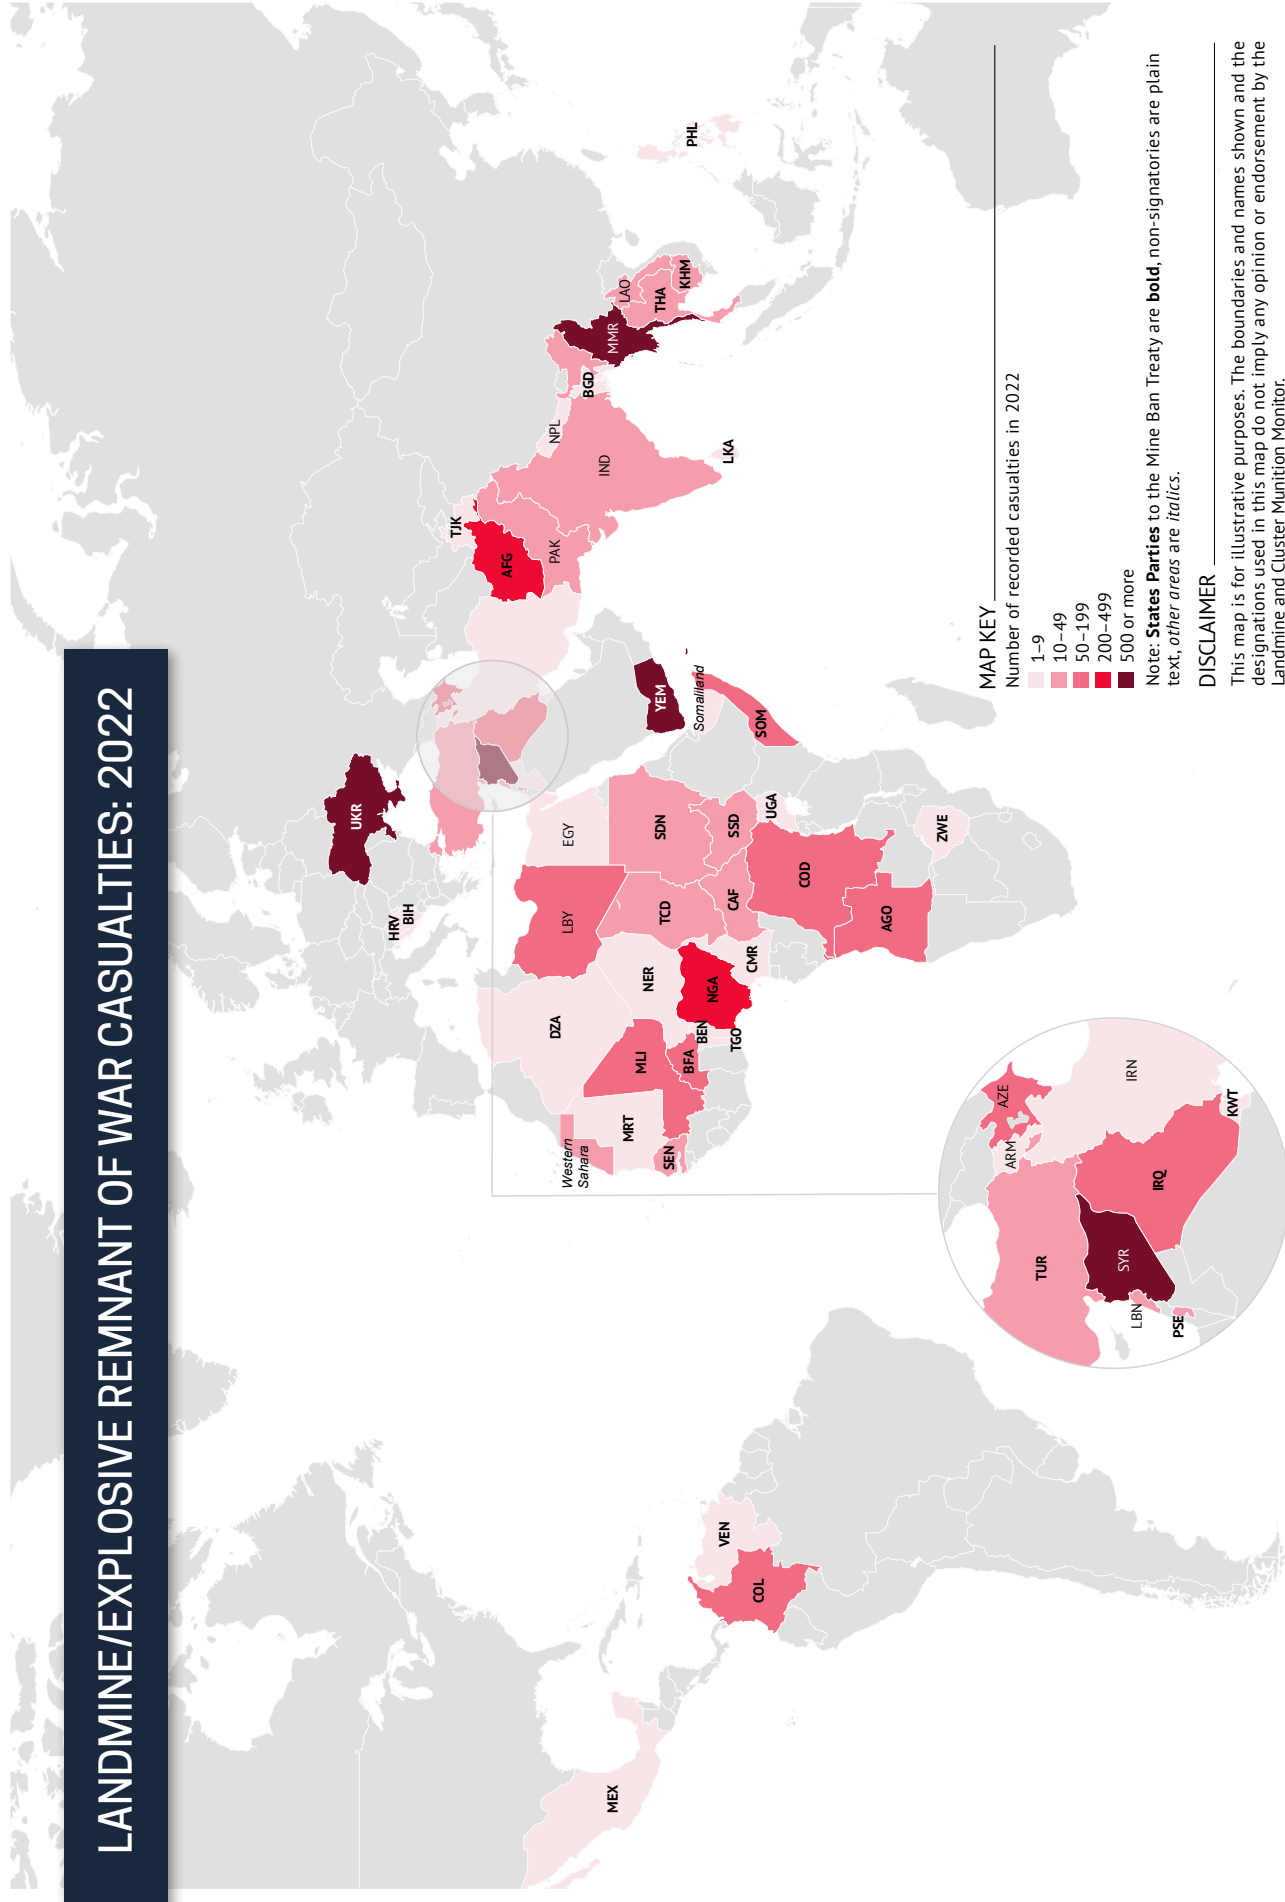 LANDMINE/EXPLOSIVE REMNANT OF WAR CASUALTIES: 2022
UKR
HRV
BIH
TJK
AFG
PAK
NPL
IND
BGD
LKA
MMR
LAO
THA
KHM
PHL
YEM
Somaliland
SOM
DZA
LBY
EGY
Western
Sahara
MRT
MLI
NER
TCD
SDN
SEN
BFA
BEN
TGO
NGA
CMR
CAF
SSD
UGA
COD
AGO
ZWE
MEX
VEN
COL
TUR
ARM
AZE
IRN
SYR
IRQ
LBN
PSE
KWT
MAP KEY
Number of recorded casualties in 2022
1–9
10–49
50–199
200–499
500 or more
Note: States Parties to the Mine Ban Treaty are bold, non-signatories are plain
text, other areas are italics.
DISCLAIMER
This map is for illustrative purposes. The boundaries and names shown and the
designations used in this map do not imply any opinion or endorsement by the
Landmine and Cluster Munition Monitor.